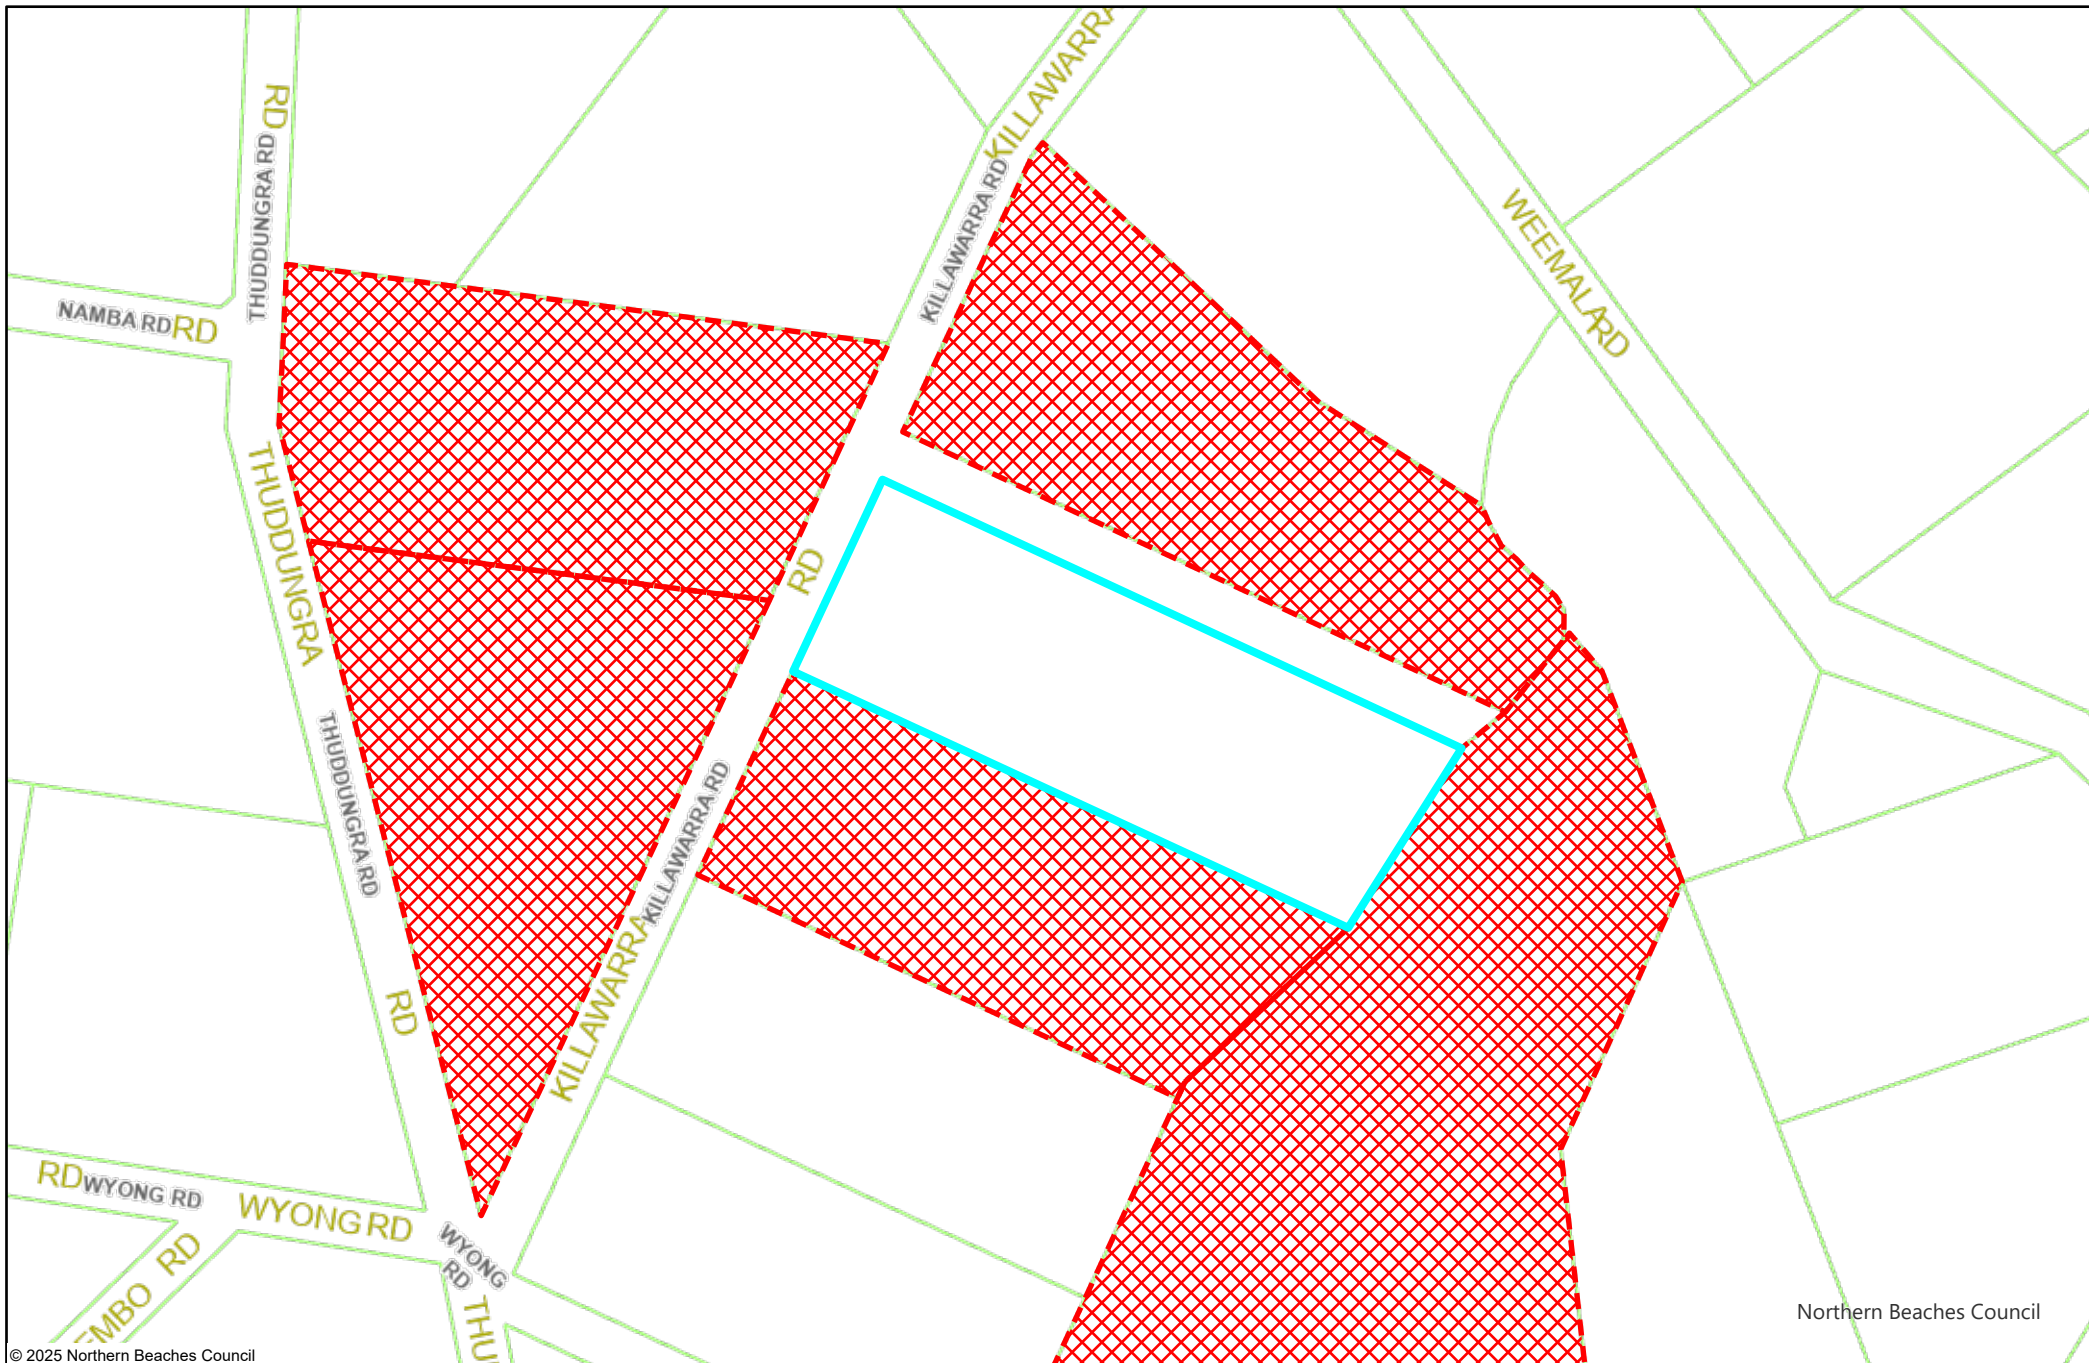 KILLAWARRA
RD
THUDDUNGRA RD
KILLAWARRA RD
WEEMALA RD
NAMBA RD RD
THUDDUNGRA
RD
THUDDUNGRA RD
KILLAWARRA RD
KILLAWARRA
RD
RD WYONG RD
WYONG RD
WYONG
RD
EMBO RD
THU
Northern Beaches Council
© 2025 Northern Beaches Council